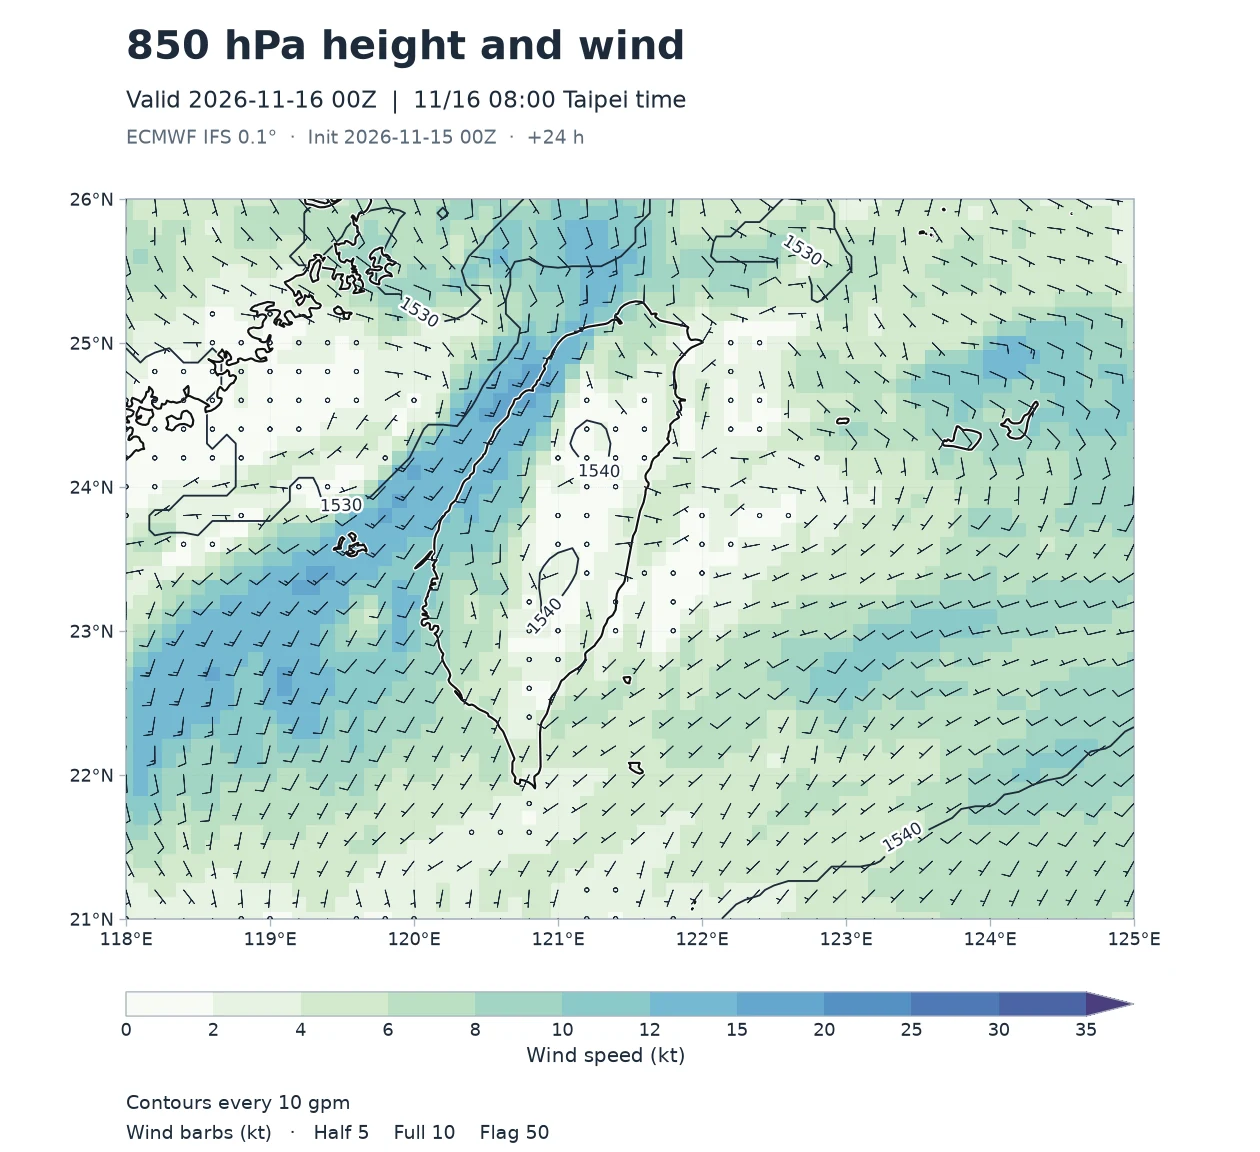 850 hPa height and wind
Valid 2026-11-16 00Z | 11/16 08:00 Taipei time
ECMWF IFS 0.1° · Init 2026-11-15 00Z · +24 h
26°N
1530
1530
25°N
1540
24°N
1530
1540
23°N
22°N
1540
21°N
118°E 119°E 120°E 121°E 122°E 123°E 124°E 125°E
0 2 4 6 8 10 12 15 20 25 30 35
Wind speed (kt)
Contours every 10 gpm
Wind barbs (kt) · Half 5 Full 10 Flag 50